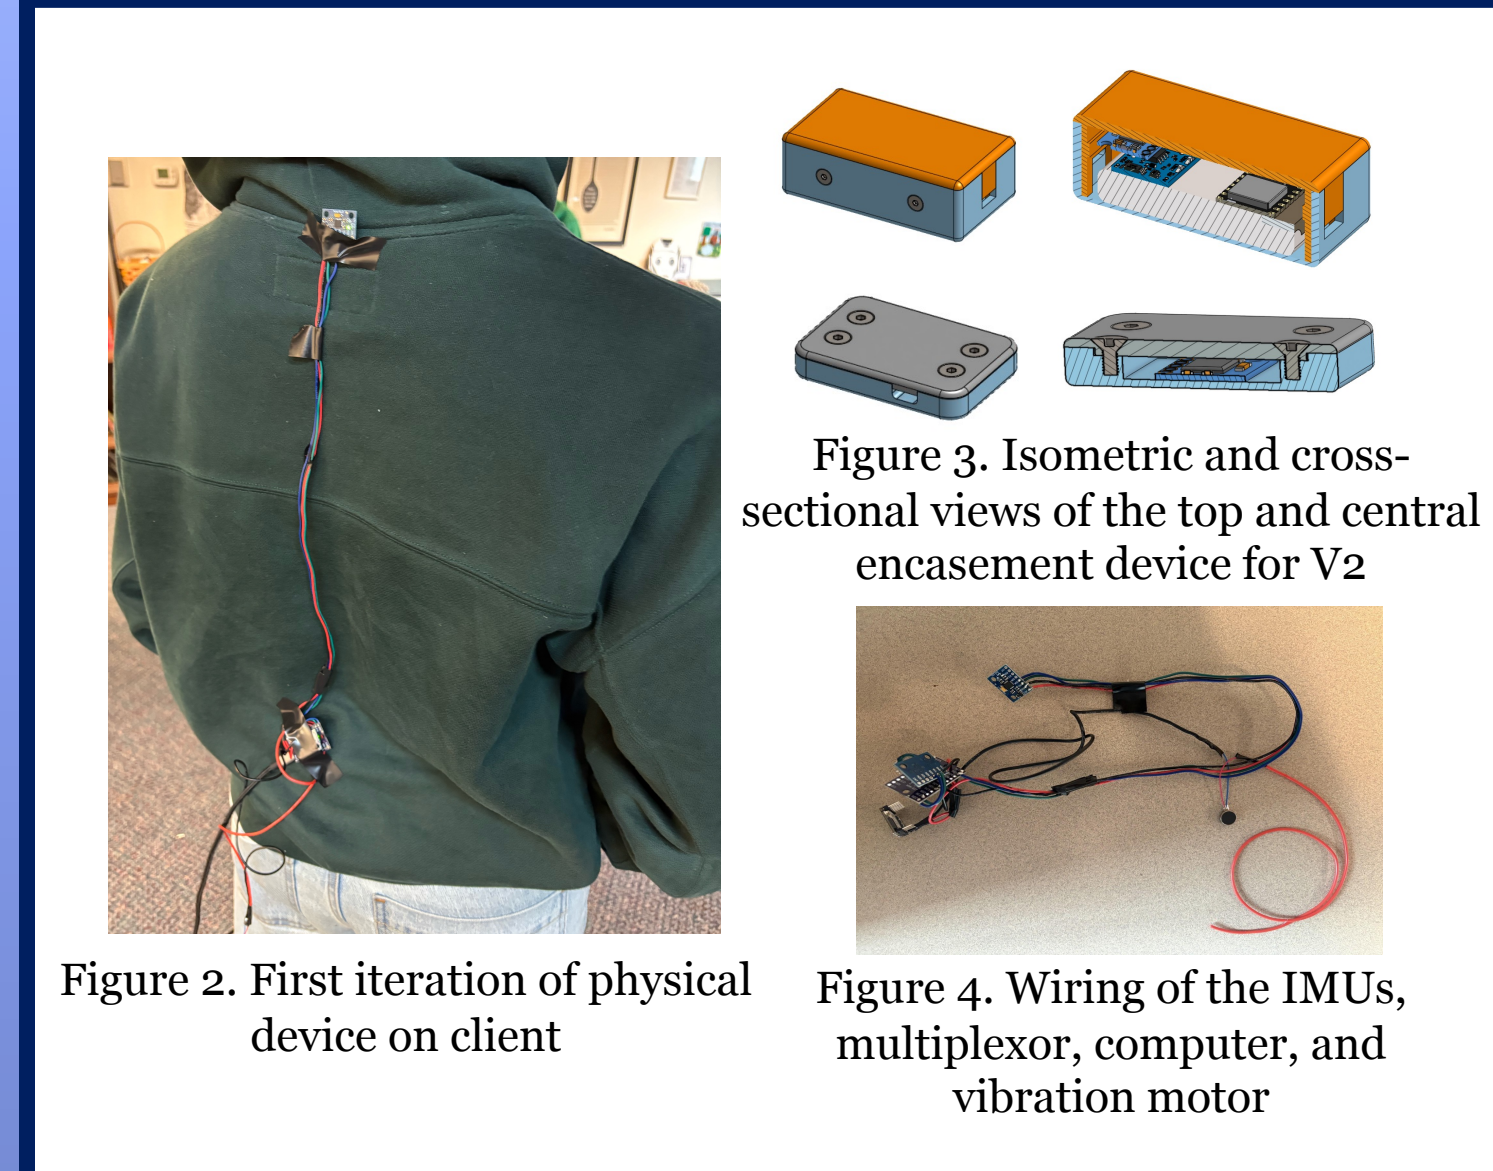 Figure 2. First iteration of physical
device on client
Figure 3. Isometric and cross-
sectional views of the top and central
encasement device for V2
Figure 4. Wiring of the IMUs,
multiplexor, computer, and
vibration motor